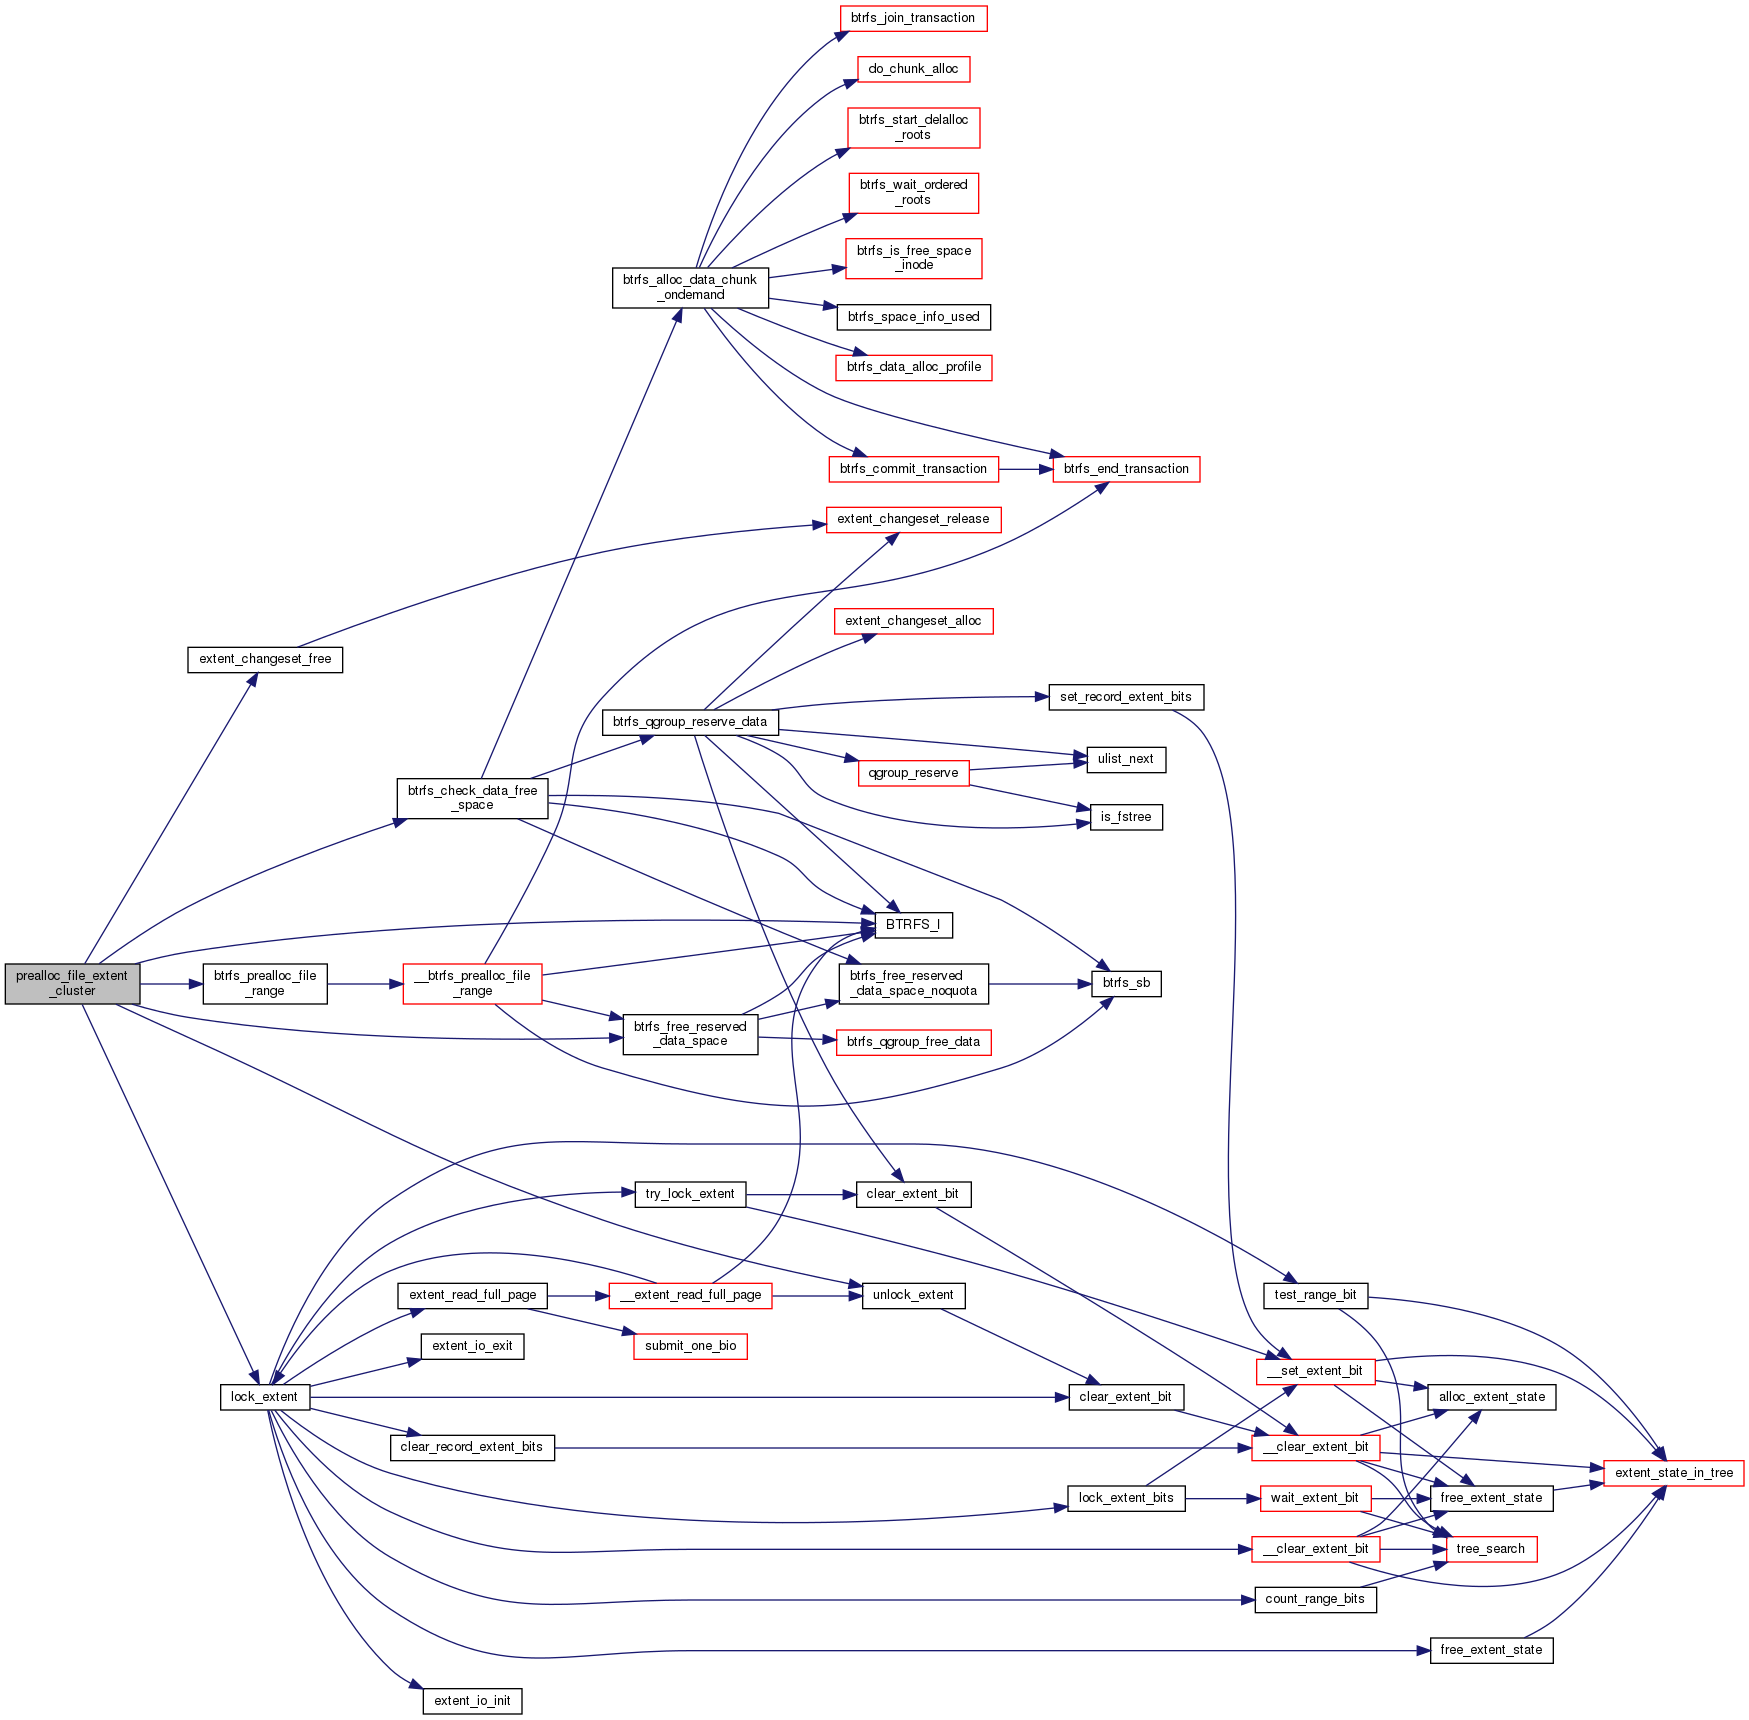 btrfs_join_transaction
do_chunk_alloc
btrfs_start_delalloc
_roots
btrfs_wait_ordered
_roots
btrfs_is_free_space
_inode
btrfs_alloc_data_chunk
_ondemand
btrfs_space_info_used
btrfs_data_alloc_profile
btrfs_commit_transaction
btrfs_end_transaction
extent_changeset_release
extent_changeset_alloc
extent_changeset_free
set_record_extent_bits
btrfs_qgroup_reserve_data
ulist_next
qgroup_reserve
btrfs_check_data_free
_space
is_fstree
BTRFS_I
prealloc_file_extent
_cluster
btrfs_prealloc_file
_range
__btrfs_prealloc_file
_range
btrfs_free_reserved
_data_space_noquota
btrfs_sb
btrfs_free_reserved
_data_space
btrfs_qgroup_free_data
try_lock_extent
clear_extent_bit
extent_read_full_page
__extent_read_full_page
unlock_extent
test_range_bit
extent_io_exit
submit_one_bio
__set_extent_bit
lock_extent
clear_extent_bit
alloc_extent_state
clear_record_extent_bits
__clear_extent_bit
extent_state_in_tree
lock_extent_bits
wait_extent_bit
free_extent_state
__clear_extent_bit
tree_search
count_range_bits
free_extent_state
extent_io_init